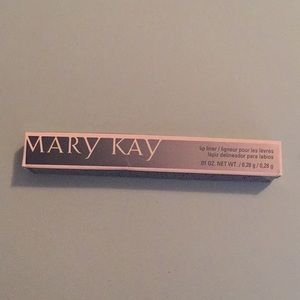 MARY KAY
lip liner / ligneur pour les lèvres
lápiz delineador para labios
.01 OZ. NET WT. / 0.28 g / 0,28 g